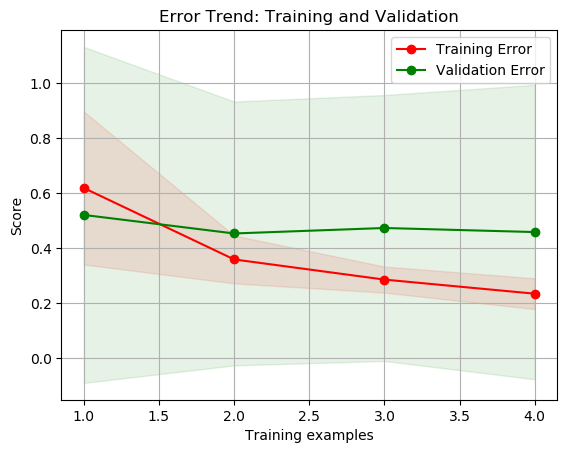 Error Trend: Training and Validation
Training Error
Validation Error
1.0
0.8
0.6
0.4
0.2
0.0
Score
1.0 1.5 2.0 2.5 3.0 3.5 4.0
Training examples